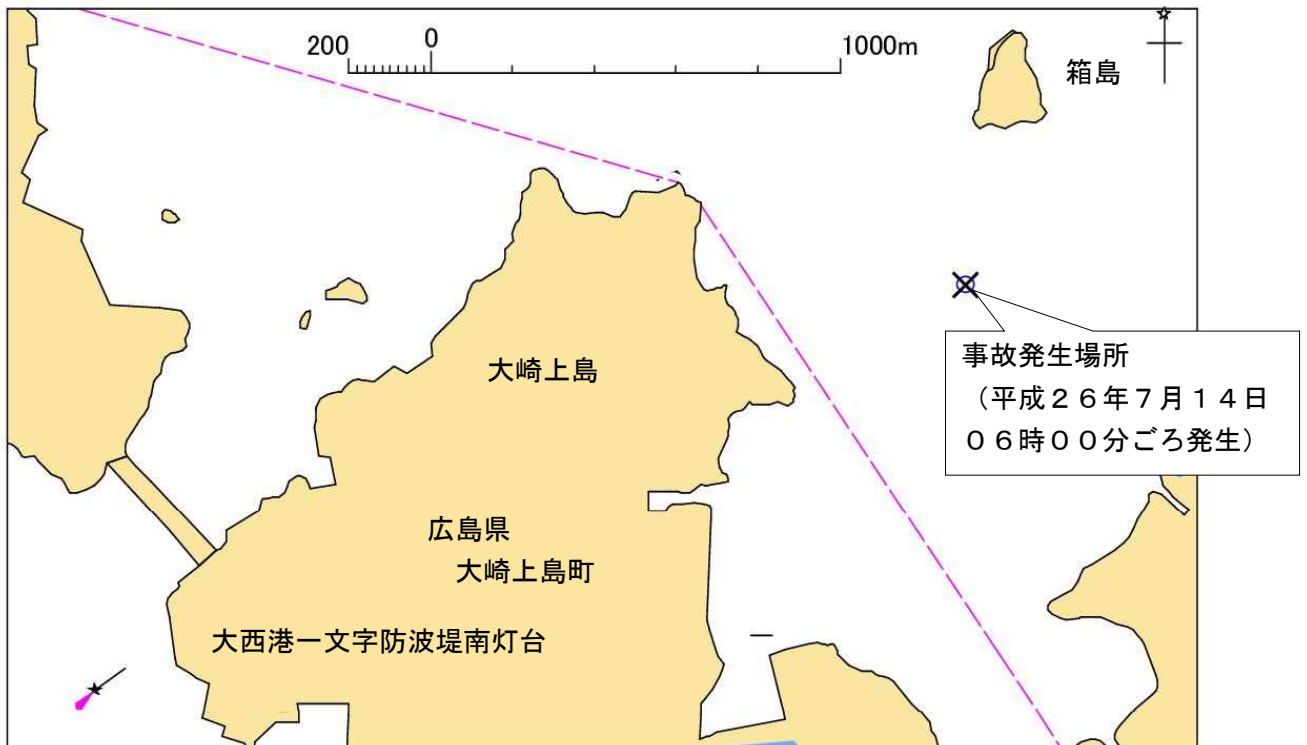 200
0
1000m
箱島
事故発生場所
（平成２６年７月１４日
０６時００分ごろ発生）
大崎上島
広島県
大崎上島町
大西港一文字防波堤南灯台